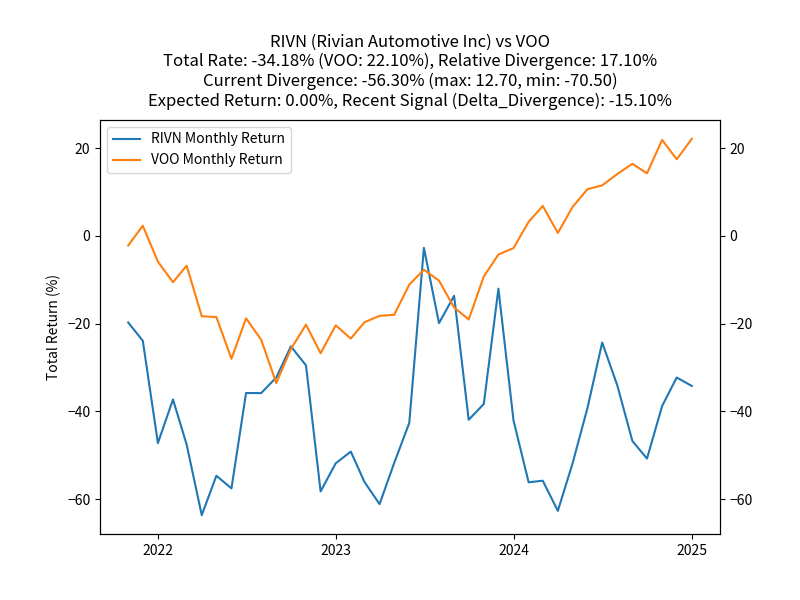 RIVN (Rivian Automotive Inc) vs VOO
Total Rate: -34.18% (VOO: 22.10%), Relative Divergence: 17.10%
Current Divergence: -56.30% (max: 12.70, min: -70.50)
Expected Return: 0.00%, Recent Signal (Delta_Divergence): -15.10%
RIVN Monthly Return
VOO Monthly Return
Total Return (%)
20
0
−20
−40
−60
20
0
−20
−40
−60
2022
2023
2024
2025